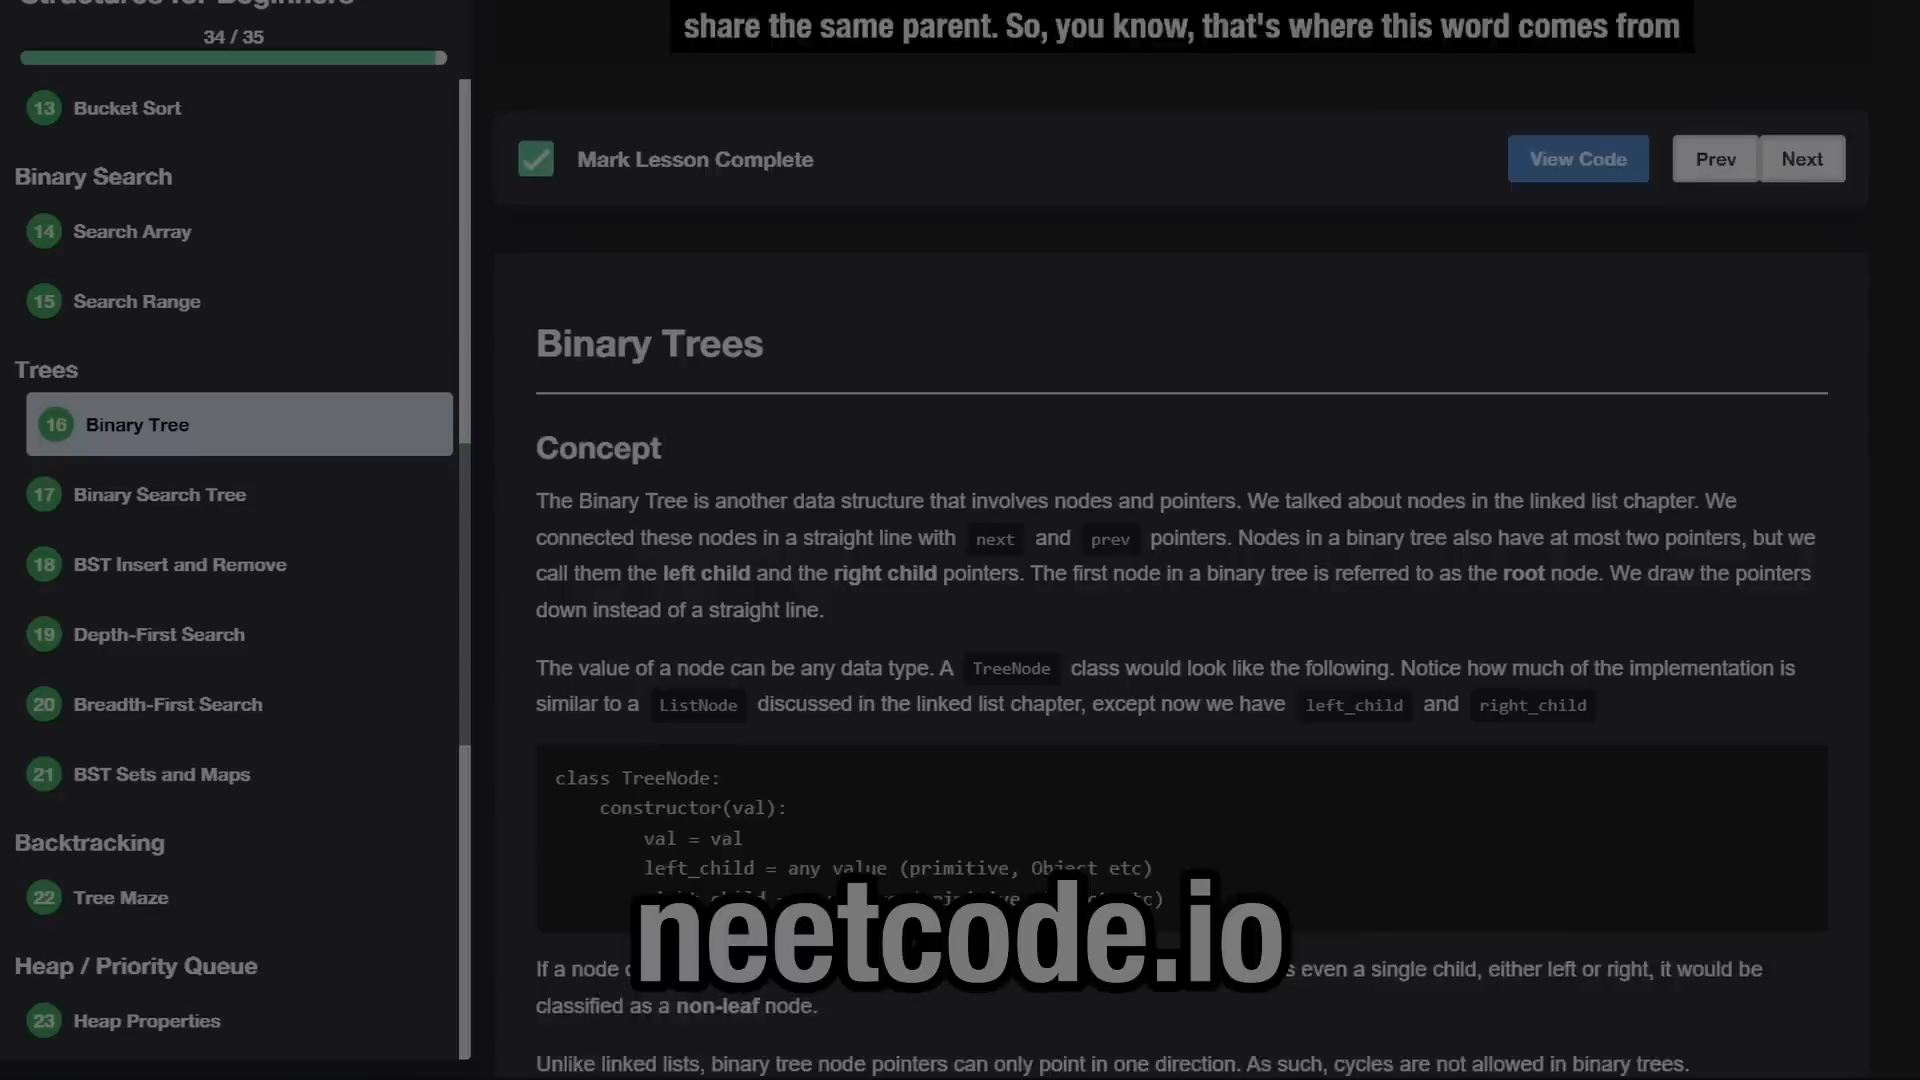 Structures for Beginners
34 / 35
13 Bucket Sort
Binary Search
14 Search Array
15 Search Range
Trees
16 Binary Tree
17 Binary Search Tree
18 BST Insert and Remove
19 Depth-First Search
20 Breadth-First Search
21 BST Sets and Maps
Backtracking
22 Tree Maze
Heap / Priority Queue
23 Heap Properties
share the same parent. So, you know, that's where this word comes from
Mark Lesson Complete
View Code
Prev
Next
Binary Trees
Concept
The Binary Tree is another data structure that involves nodes and pointers. We talked about nodes in the linked list chapter. We
connected these nodes in a straight line with next and prev pointers. Nodes in a binary tree also have at most two pointers, but we
call them the left child and the right child pointers. The first node in a binary tree is referred to as the root node. We draw the pointers
down instead of a straight line.
The value of a node can be any data type. A TreeNode class would look like the following. Notice how much of the implementation is
similar to a ListNode discussed in the linked list chapter, except now we have left_child and right_child
class TreeNode:
constructor(val):
val = val
left_child = any value (primitive, Object etc)
neetcode.io
If a node
even a single child, either left or right, it would be
classified as a non-leaf node.
Unlike linked lists, binary tree node pointers can only point in one direction. As such, cycles are not allowed in binary trees.